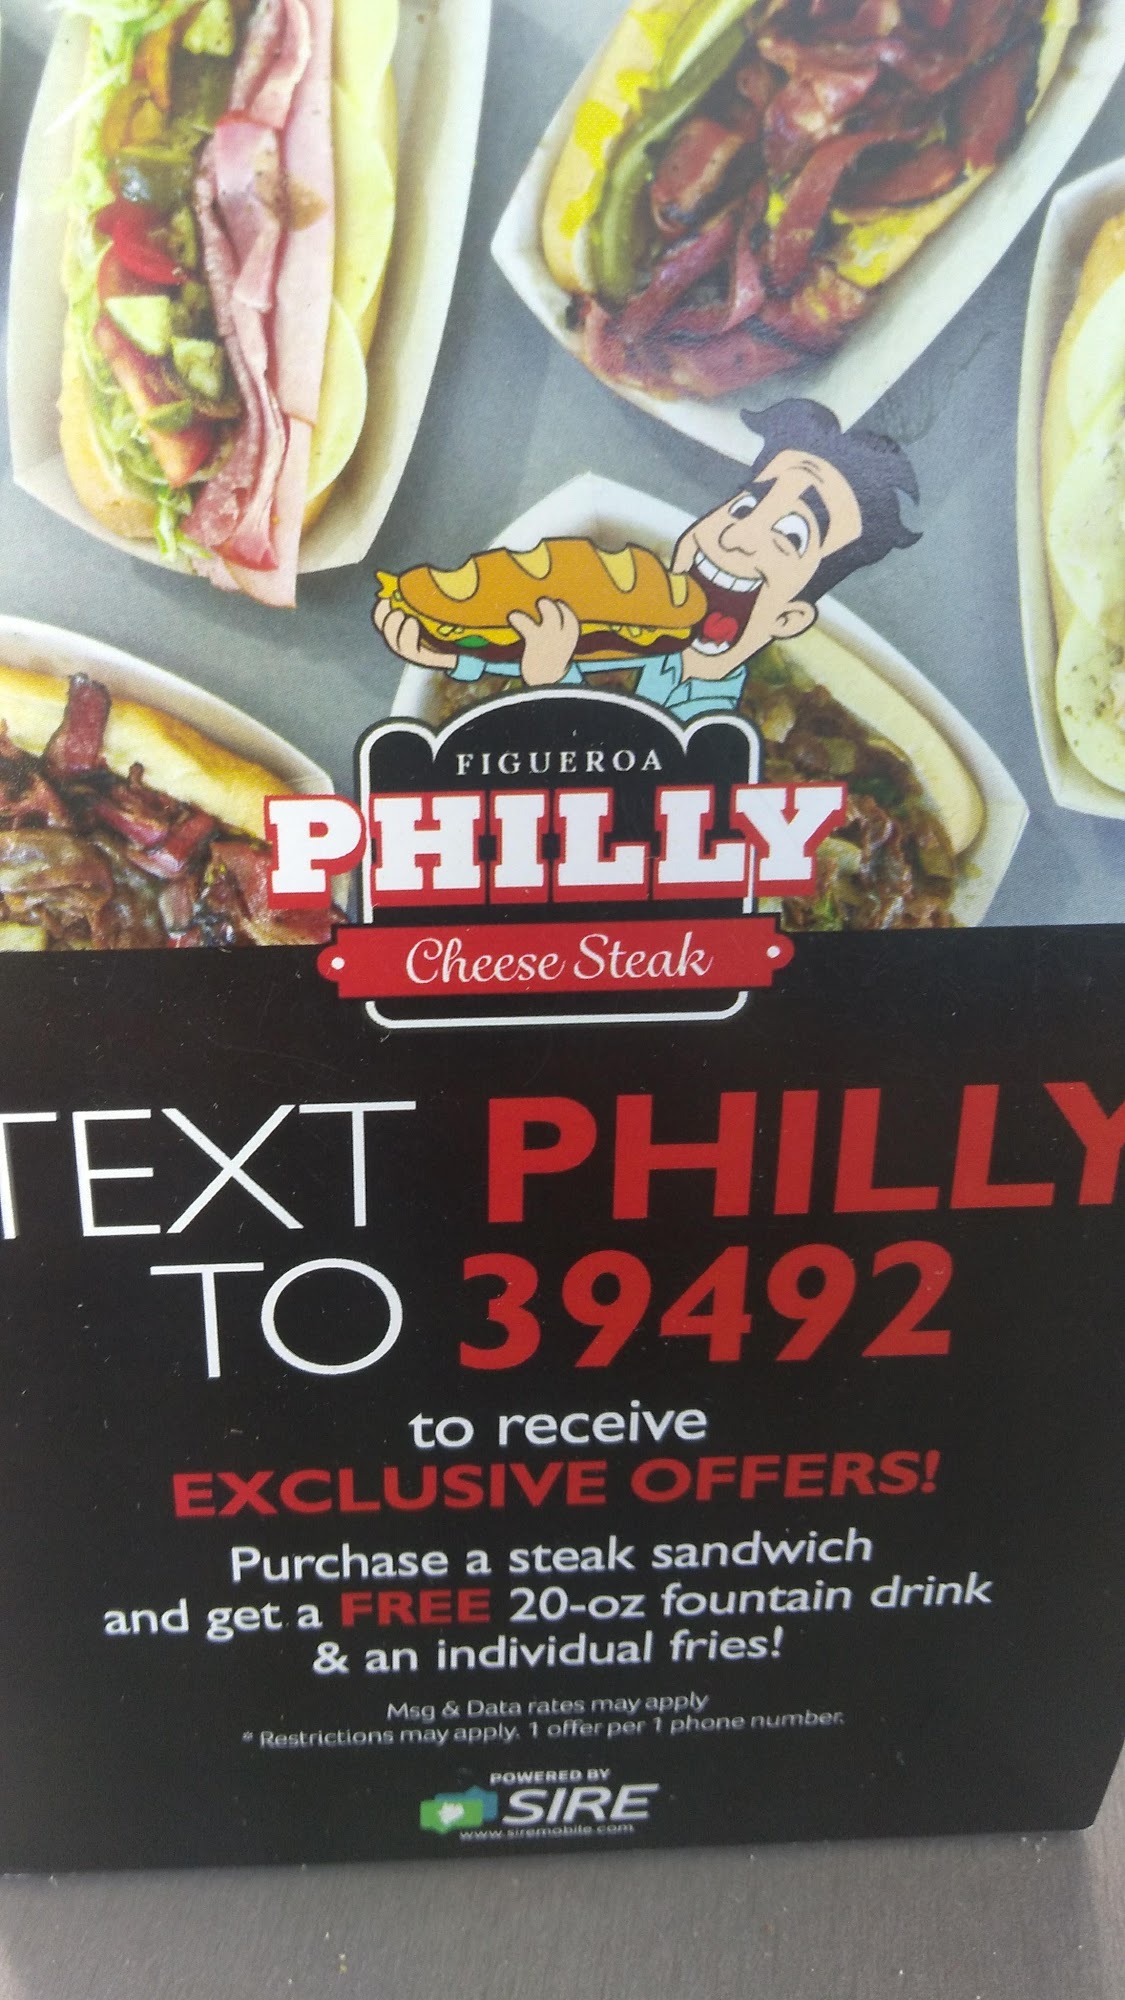 FIGUEROA
PHILLY
Cheese Steak
TEXT PHILLY
TO 39492
to receive
EXCLUSIVE OFFERS!
Purchase a steak sandwich
and get a FREE 20-oz fountain drink
& an individual fries!
Msg & Data rates may apply
* Restrictions may apply. 1 offer per 1 phone number.
POWERED BY
SIRE
www.siremobile.com